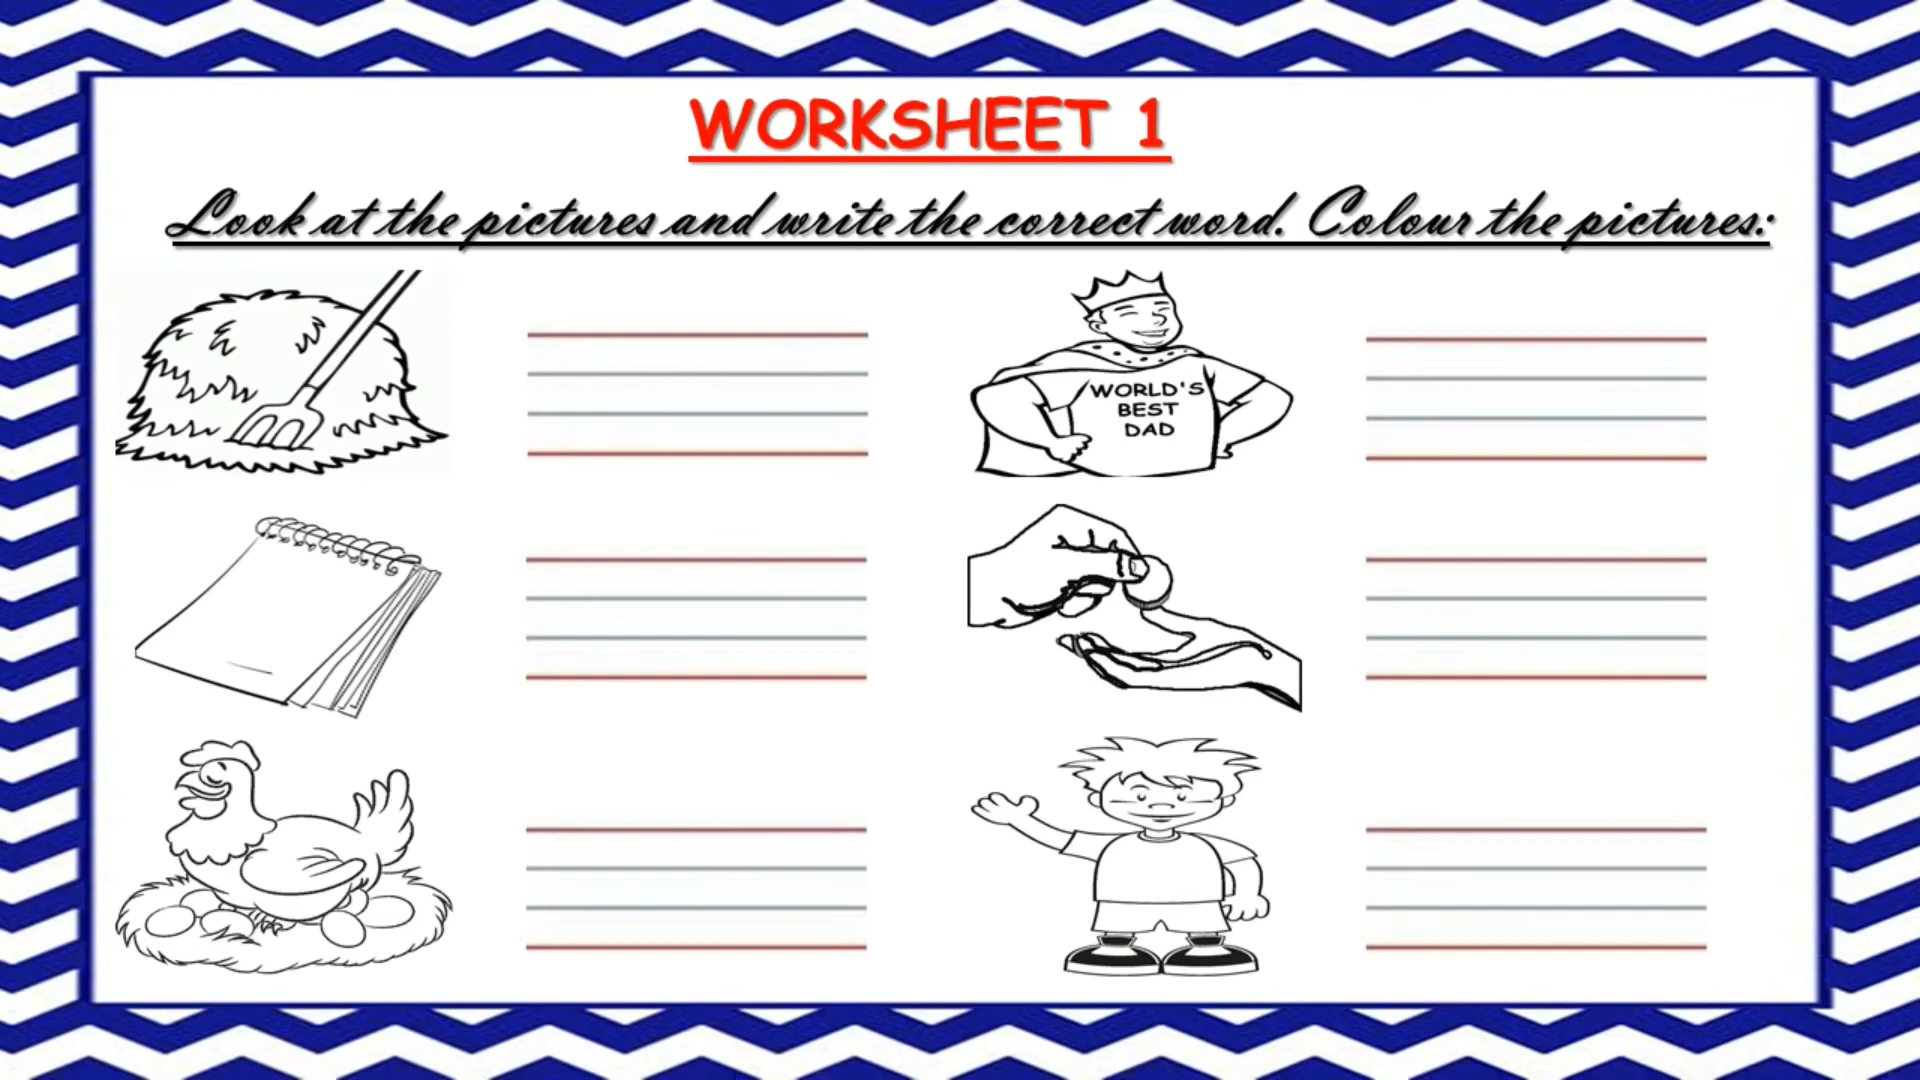 WORKSHEET 1
Look at the pictures and write the correct word. Colour the pictures:
WORLD'S
BEST
DAD